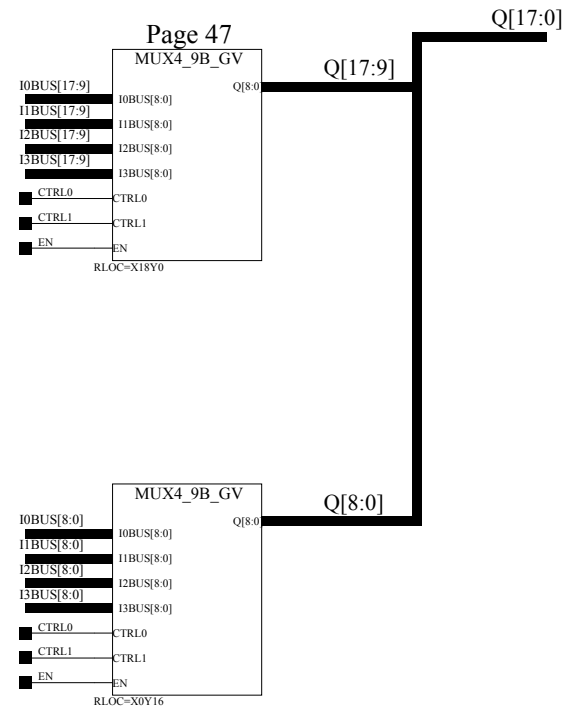 Q[17:0]
Page 47
MUX4_9B_GV
Q[17:9]
Q[8:0]
I0BUS[17:9]
I0BUS[8:0]
I1BUS[17:9]
I1BUS[8:0]
I2BUS[17:9]
I2BUS[8:0]
I3BUS[17:9]
I3BUS[8:0]
CTRL0
CTRL0
CTRL1
CTRL1
EN
EN
RLOC=X18Y0
MUX4_9B_GV
Q[8:0]
Q[8:0]
I0BUS[8:0]
I0BUS[8:0]
I1BUS[8:0]
I1BUS[8:0]
I2BUS[8:0]
I2BUS[8:0]
I3BUS[8:0]
I3BUS[8:0]
CTRL0
CTRL0
CTRL1
CTRL1
EN
EN
RLOC=X0Y16